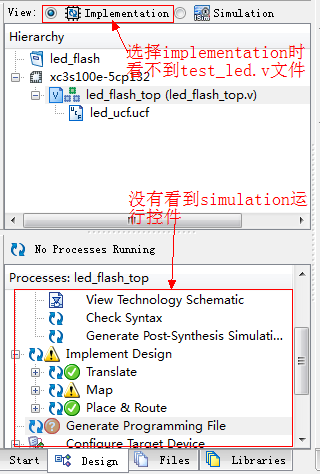 View: Implementation Simulation
Hierarchy
选择implementation时
看不到test_led.v文件
led_flash
led_flash_top (led_flash_top.v)
led_ucf.ucf
没有看到simulation运
行控件
No Processes Running
Processes: led_flash_top
View Technology Schematic
Check Syntax
Generate Post-Synthesis Simulati...
Implement Design
Translate
Map
Place & Route
Generate Programming File
Configure Target Device
Start Design Files Libraries